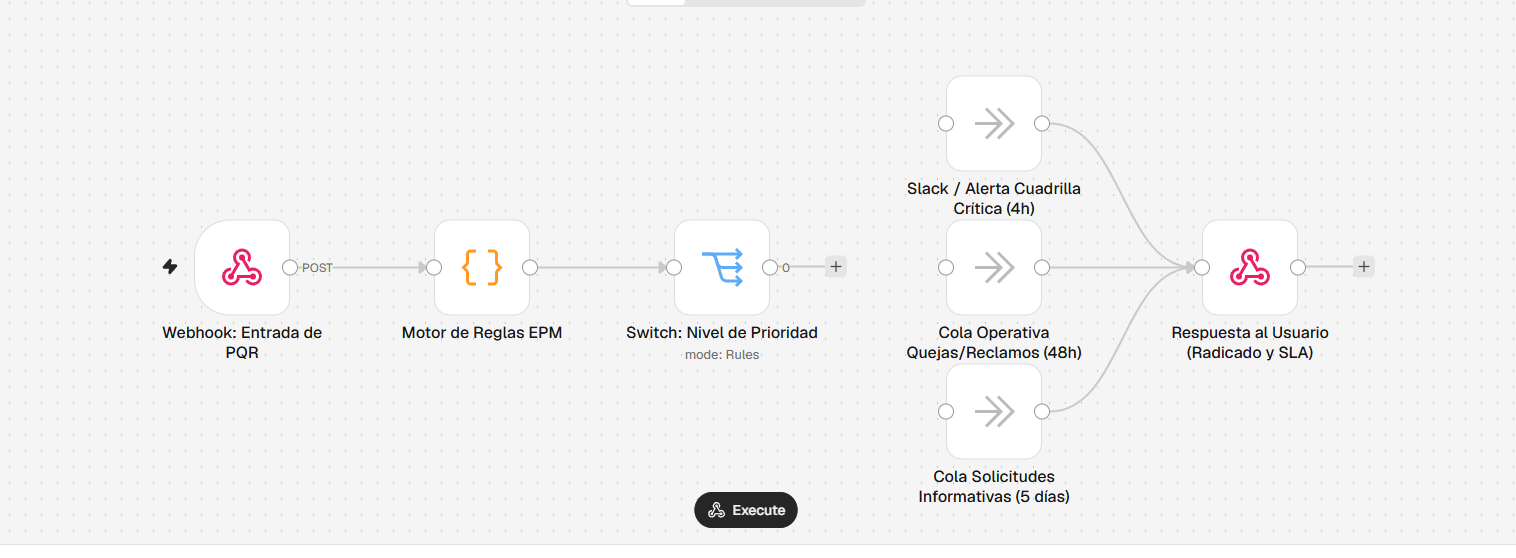 Slack / Alerta Cuadrilla
Crítica (4h)
POST
0
Webhook: Entrada de
PQR
Motor de Reglas EPM
Switch: Nivel de Prioridad
mode: Rules
Cola Operativa
Quejas/Reclamos (48h)
Respuesta al Usuario
(Radicado y SLA)
Cola Solicitudes
Informativas (5 días)
Execute